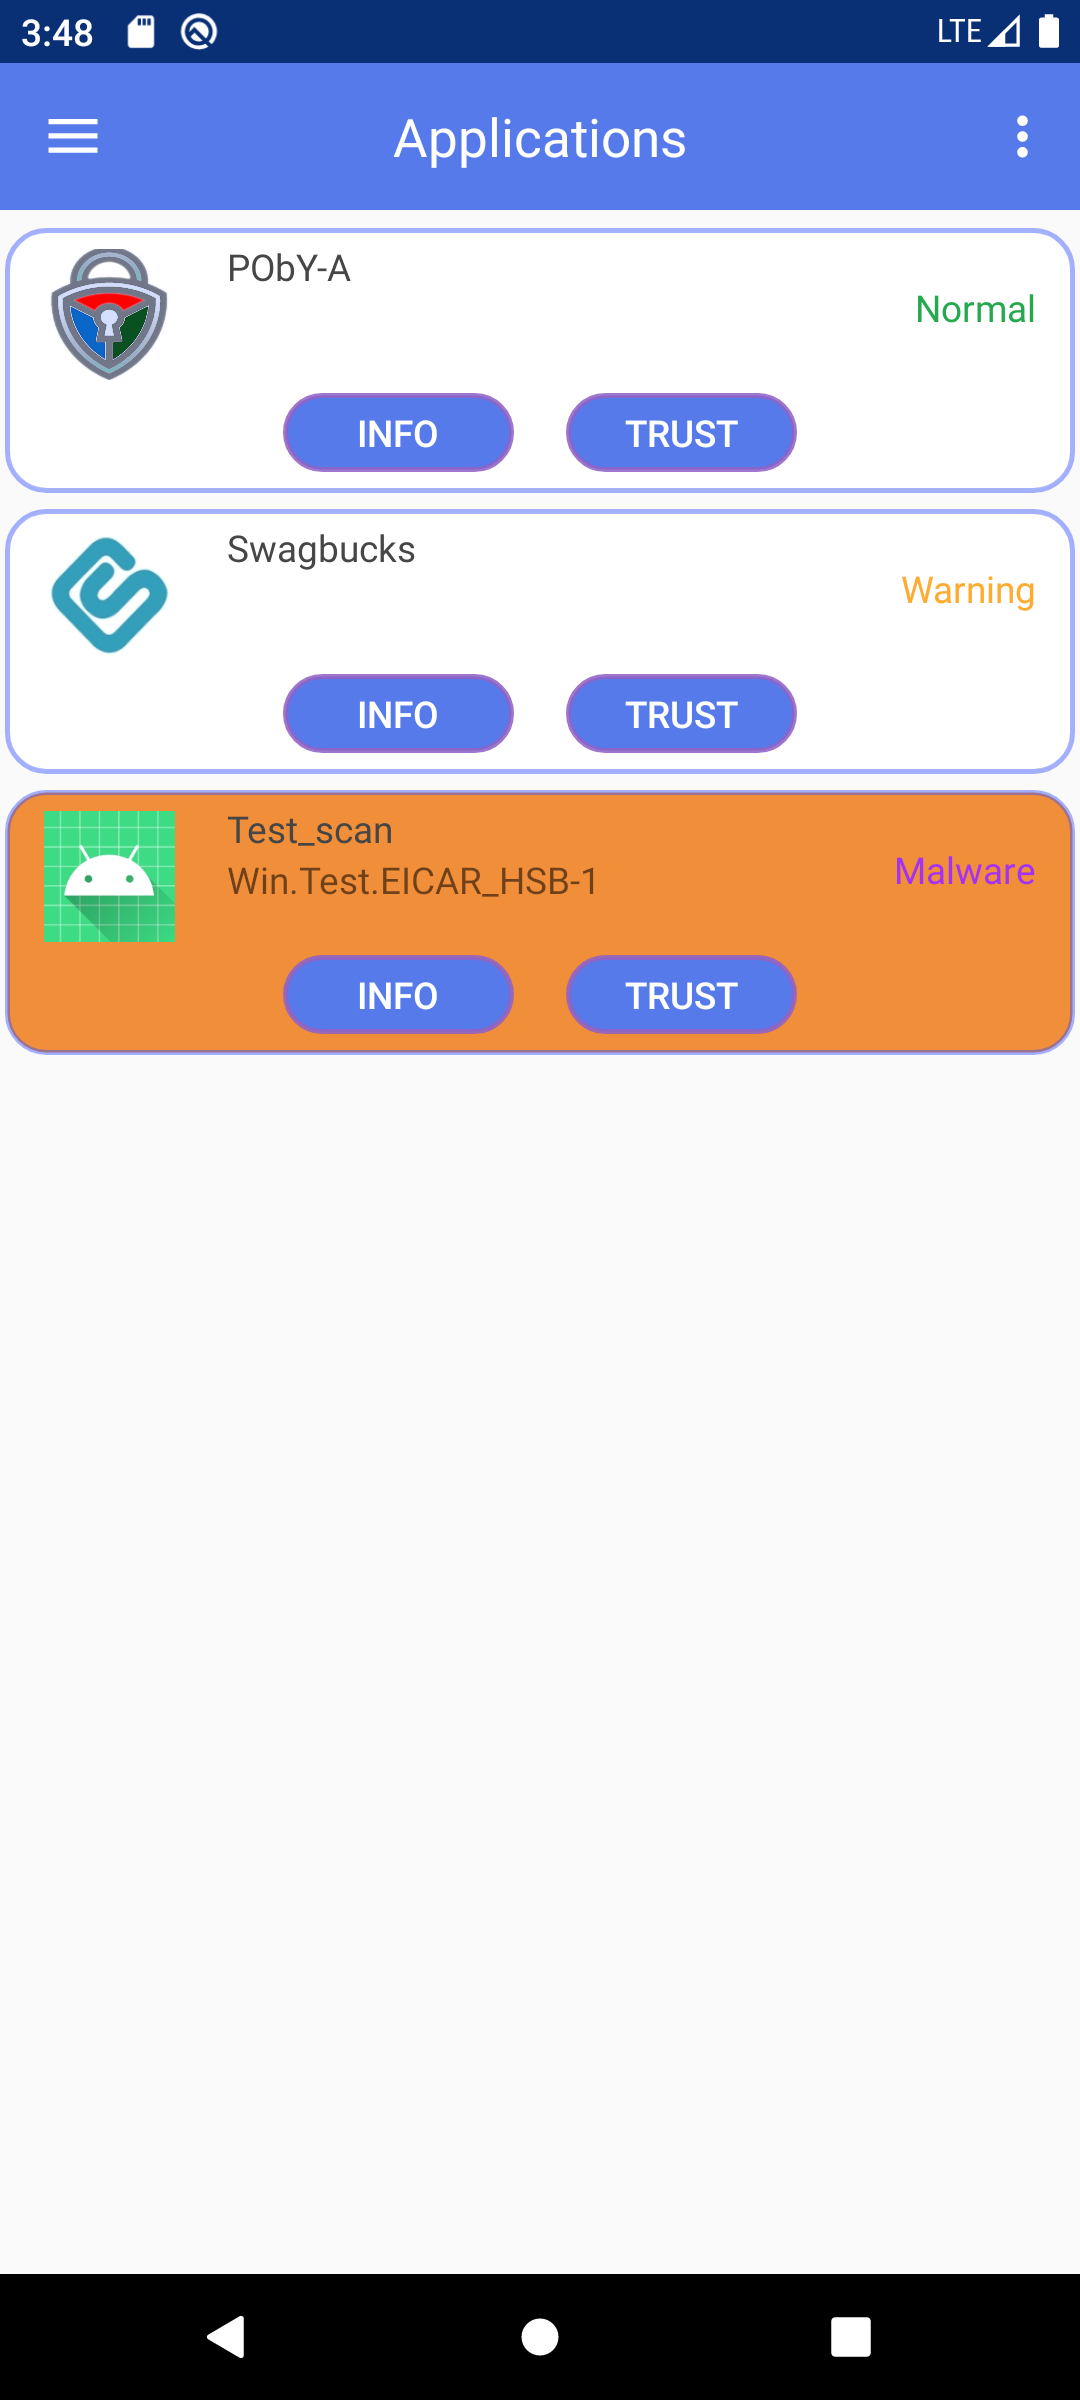 3:48 LTE
Applications
PObY-A
Normal
INFO TRUST
Swagbucks
Warning
INFO TRUST
Test_scan
Win.Test.EICAR_HSB-1
Malware
INFO TRUST